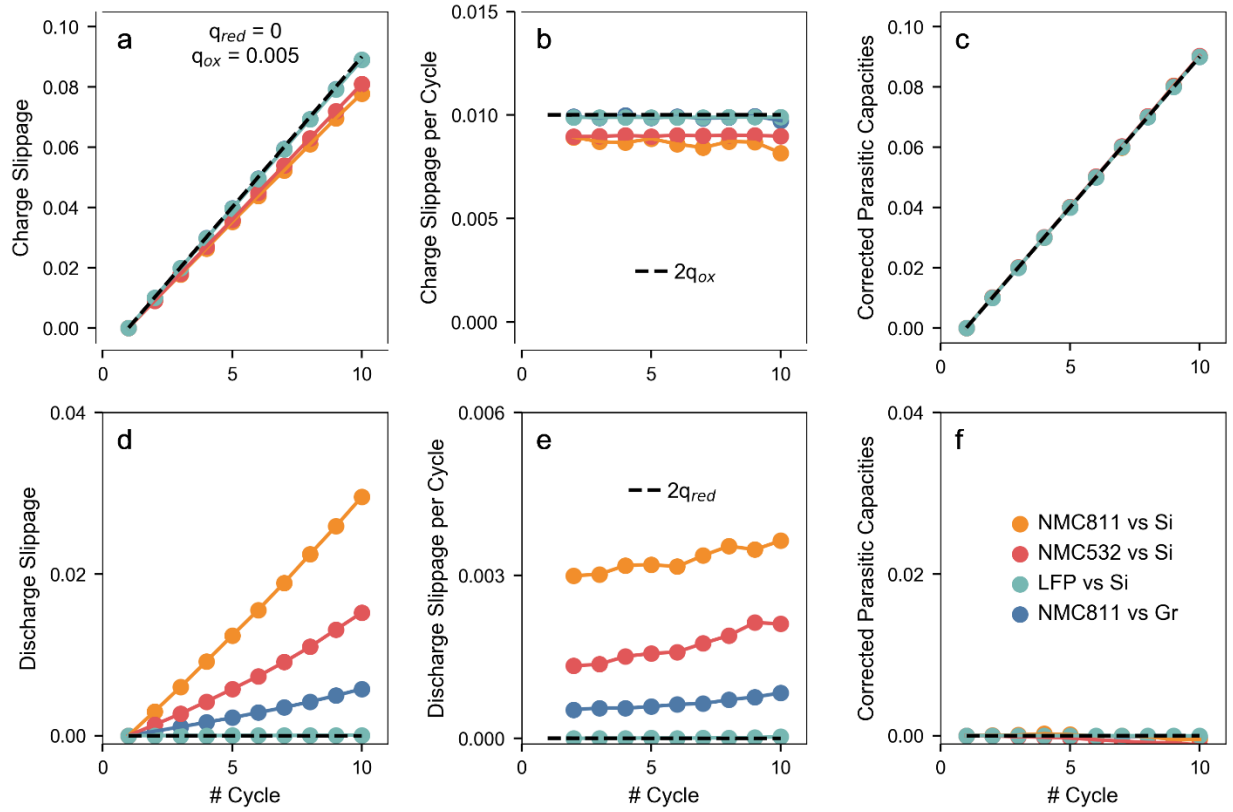 a
q_red = 0
q_ox = 0.005
Charge Slippage
0.10
0.08
0.06
0.04
0.02
0.00
0
5
10
b
Charge Slippage per Cycle
0.015
0.010
0.005
0.000
2q_ox
0
5
10
c
Corrected Parasitic Capacities
0.10
0.08
0.06
0.04
0.02
0.00
0
5
10
d
Discharge Slippage
0.04
0.02
0.00
0
5
10
# Cycle
e
Discharge Slippage per Cycle
0.006
0.003
0.000
2q_red
0
5
10
# Cycle
f
Corrected Parasitic Capacities
0.04
0.02
0.00
NMC811 vs Si
NMC532 vs Si
LFP vs Si
NMC811 vs Gr
0
5
10
# Cycle